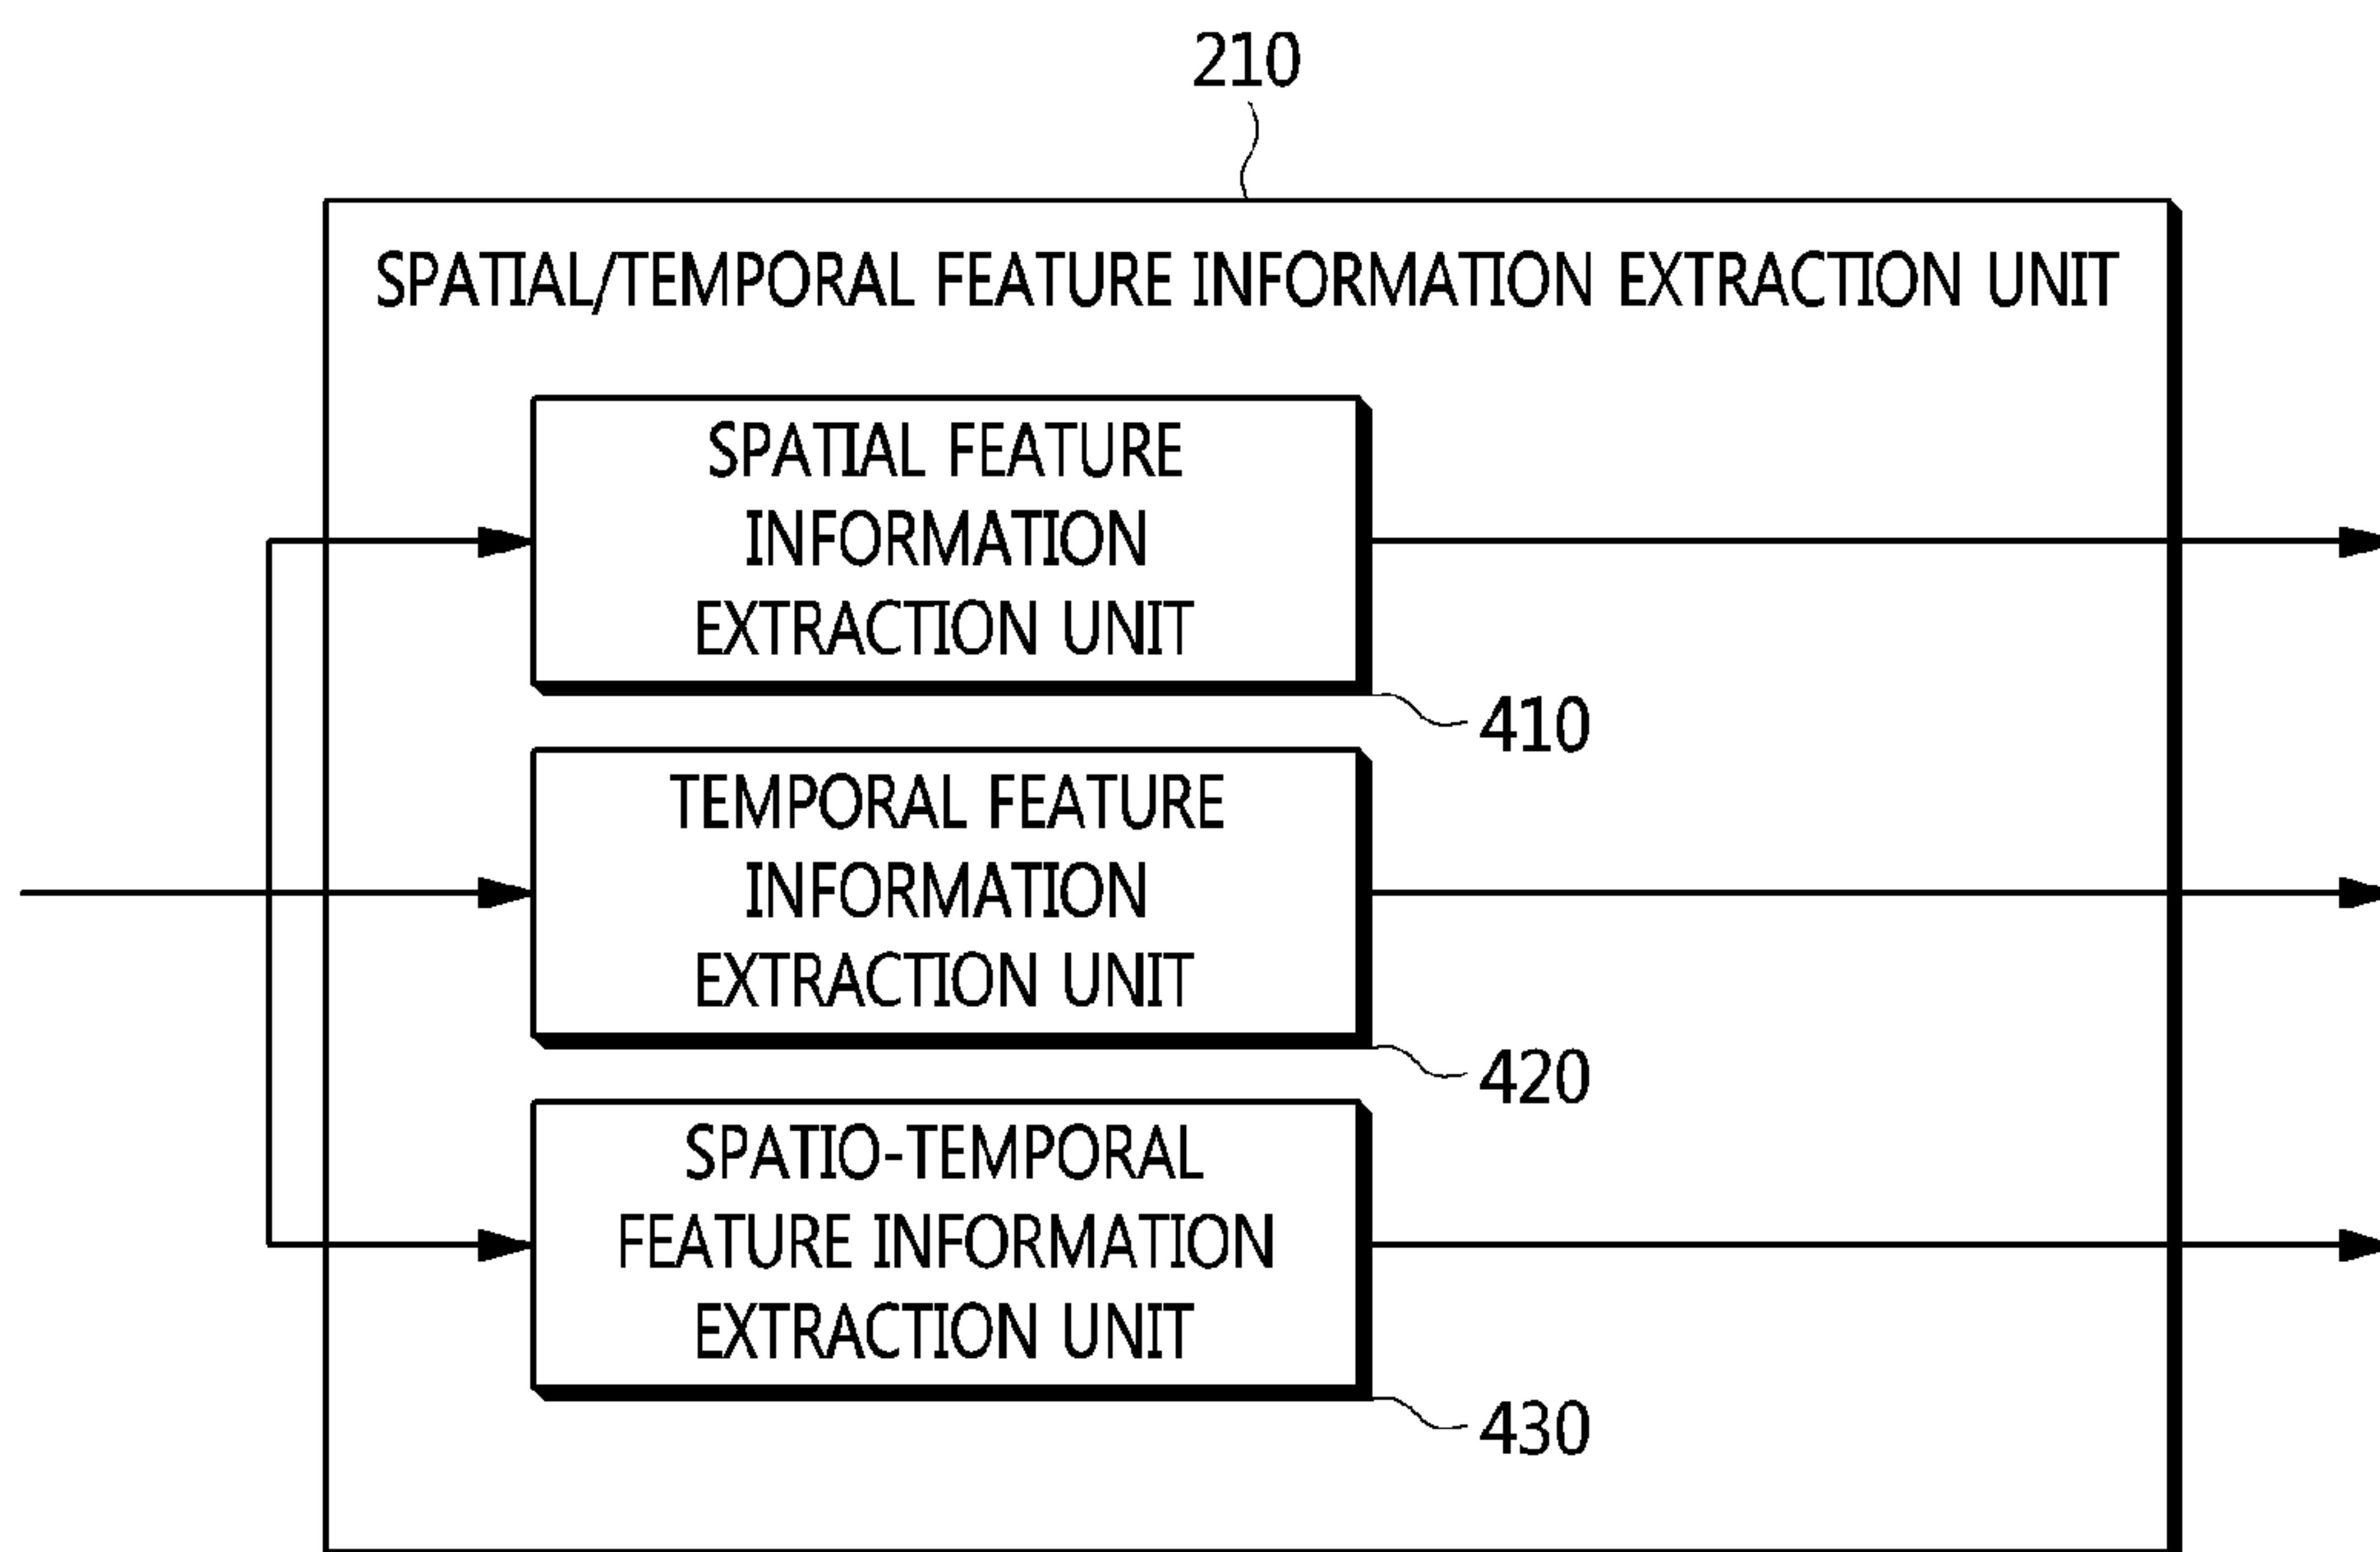 210
SPATIAL/TEMPORAL FEATURE INFORMATION EXTRACTION UNIT
SPATIAL FEATURE
INFORMATION
EXTRACTION UNIT
410
TEMPORAL FEATURE
INFORMATION
EXTRACTION UNIT
420
SPATIO-TEMPORAL
FEATURE INFORMATION
EXTRACTION UNIT
430